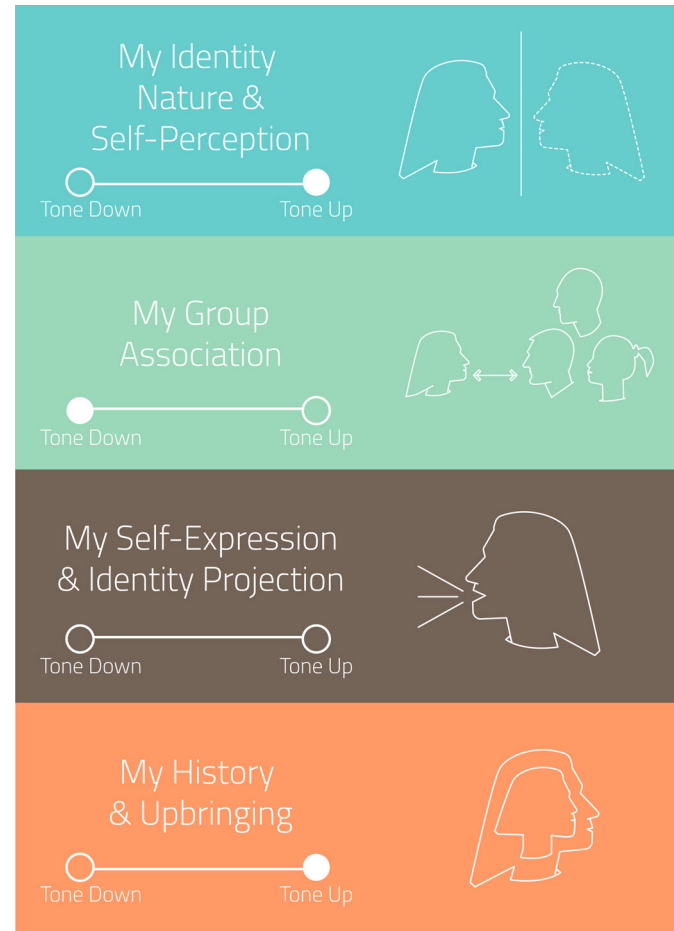 My Identity
Nature &
Self-Perception
Tone Down Tone Up
My Group
Association
Tone Down Tone Up
My Self-Expression
& Identity Projection
Tone Down Tone Up
My History
& Upbringing
Tone Down Tone Up